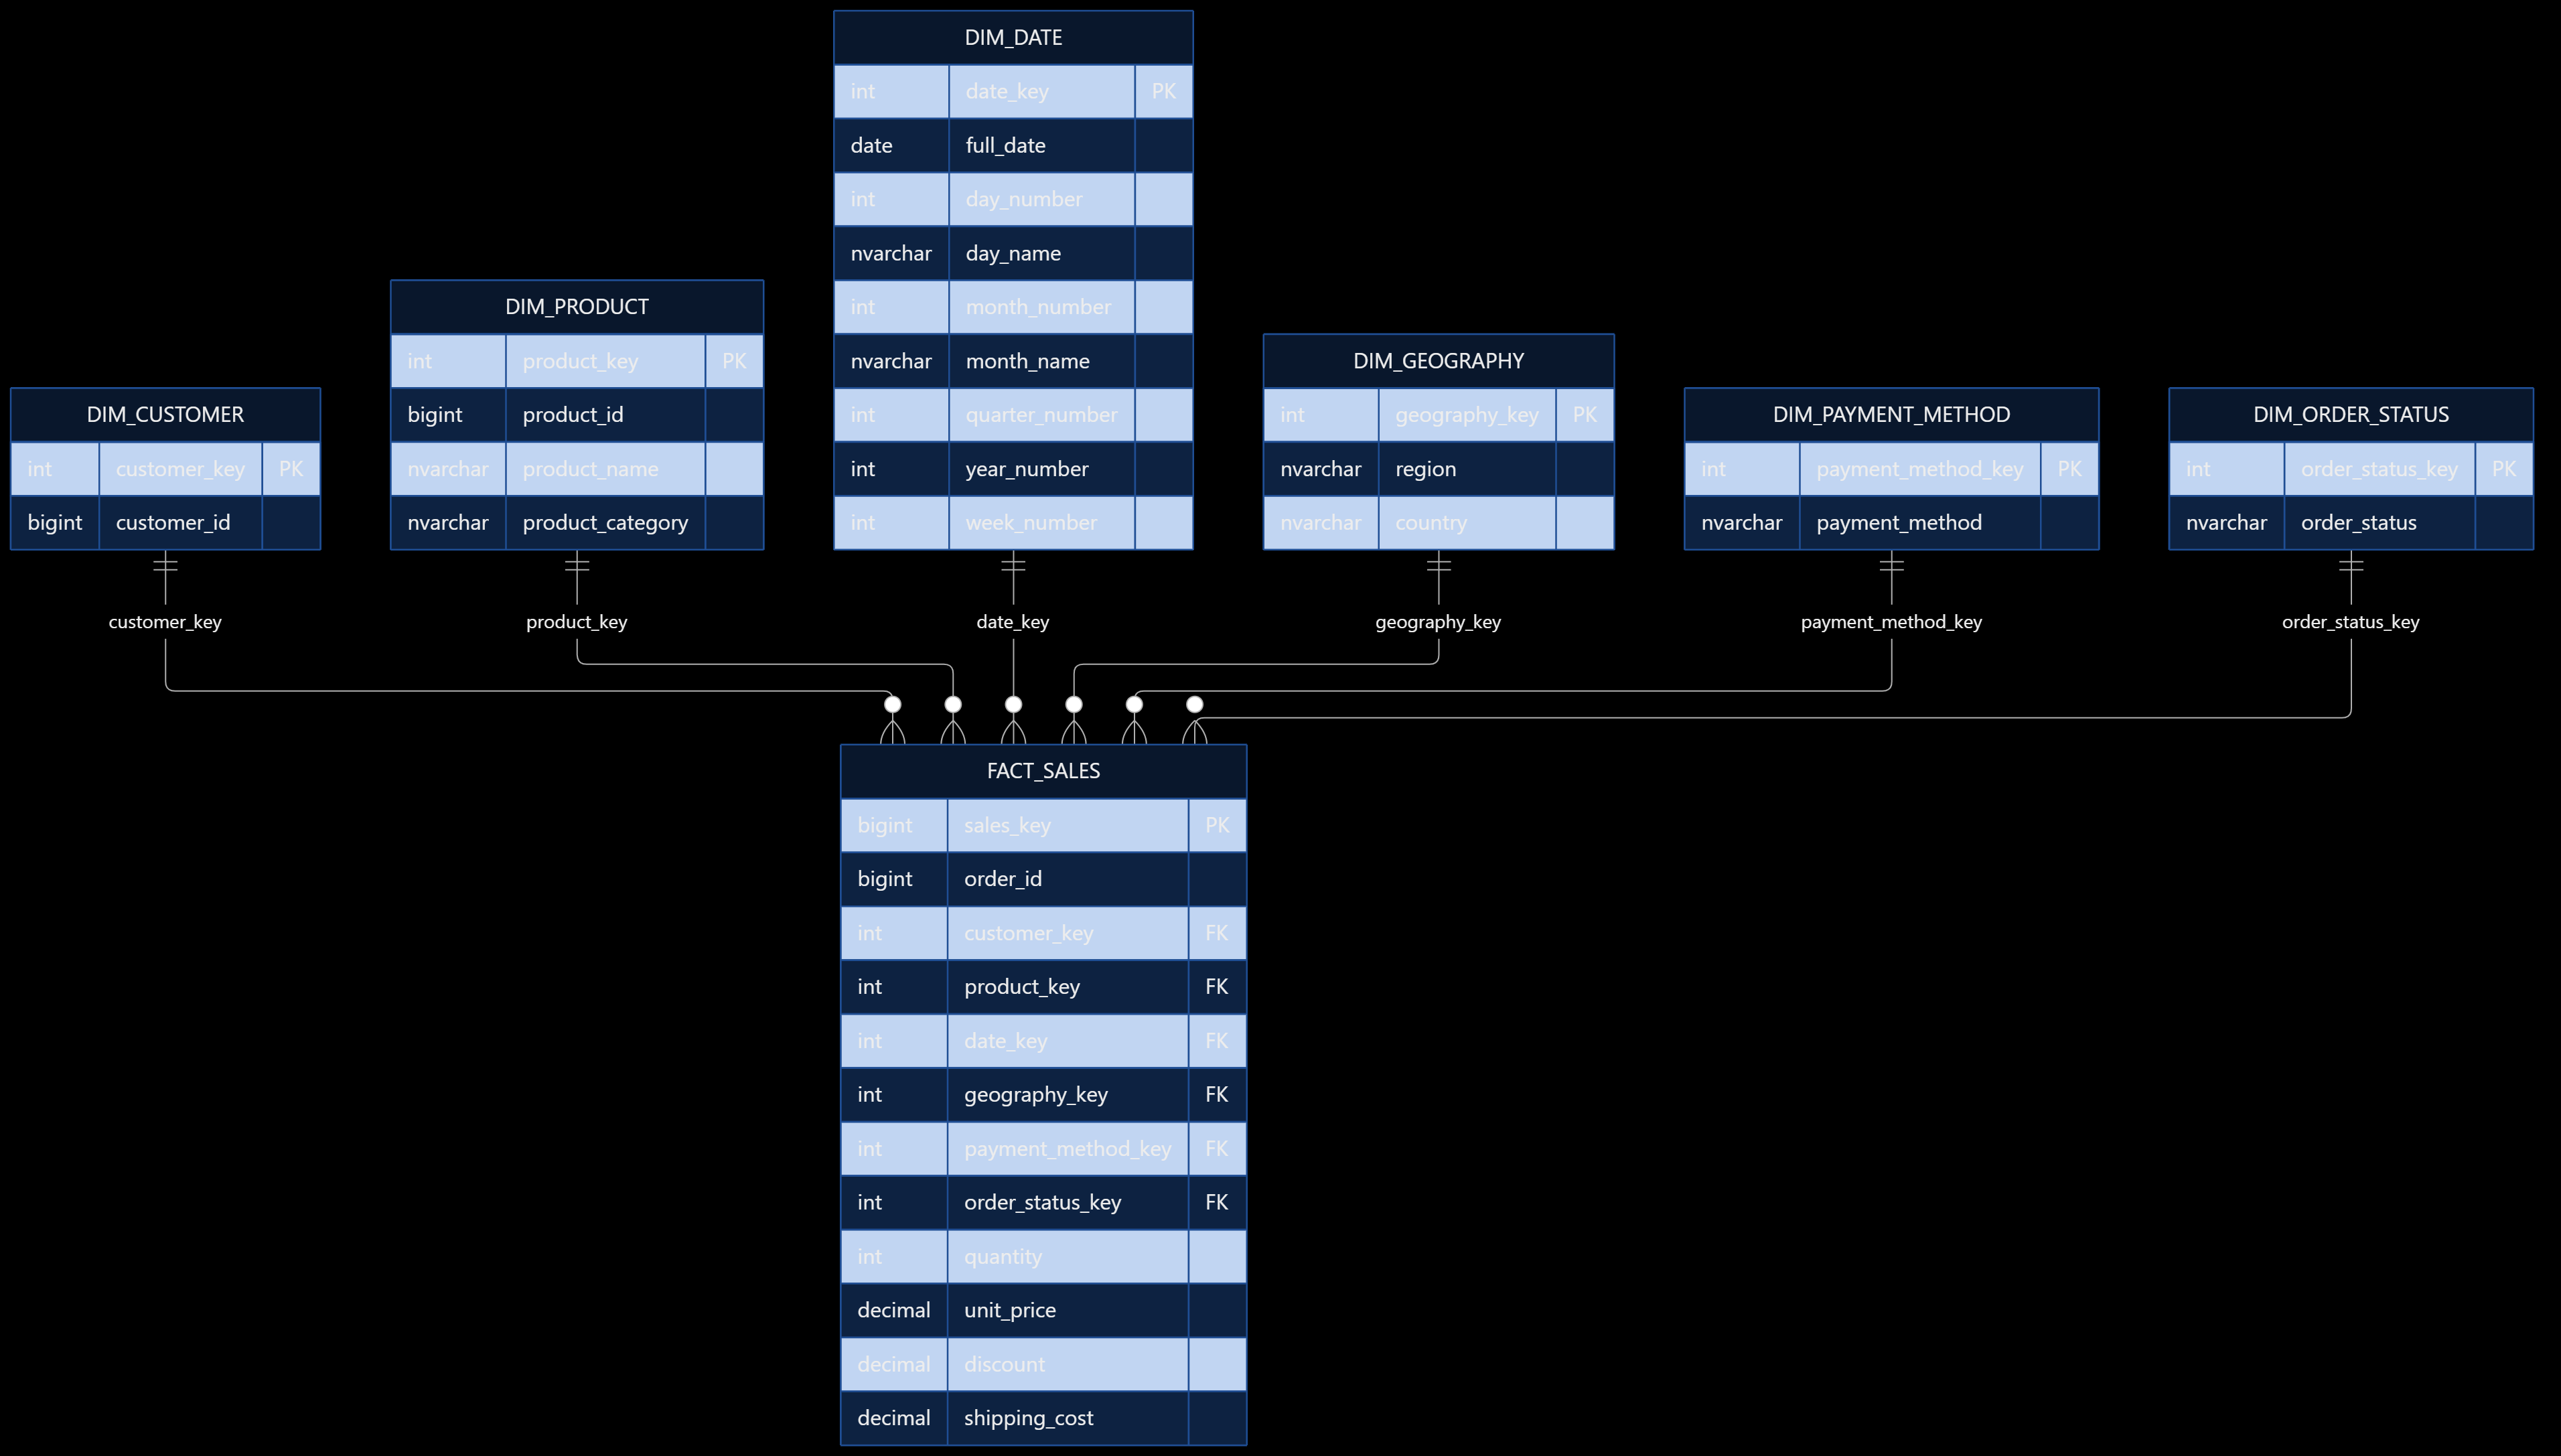 DIM_DATE
int date_key PK
date full_date
int day_number
nvarchar day_name
int month_number
nvarchar month_name
int quarter_number
int year_number
int week_number
DIM_PRODUCT
int product_key PK
bigint product_id
nvarchar product_name
nvarchar product_category
DIM_GEOGRAPHY
int geography_key PK
nvarchar region
nvarchar country
DIM_CUSTOMER
int customer_key PK
bigint customer_id
DIM_PAYMENT_METHOD
int payment_method_key PK
nvarchar payment_method
DIM_ORDER_STATUS
int order_status_key PK
nvarchar order_status
customer_key
product_key
date_key
geography_key
payment_method_key
order_status_key
FACT_SALES
bigint sales_key PK
bigint order_id
int customer_key FK
int product_key FK
int date_key FK
int geography_key FK
int payment_method_key FK
int order_status_key FK
int quantity
decimal unit_price
decimal discount
decimal shipping_cost